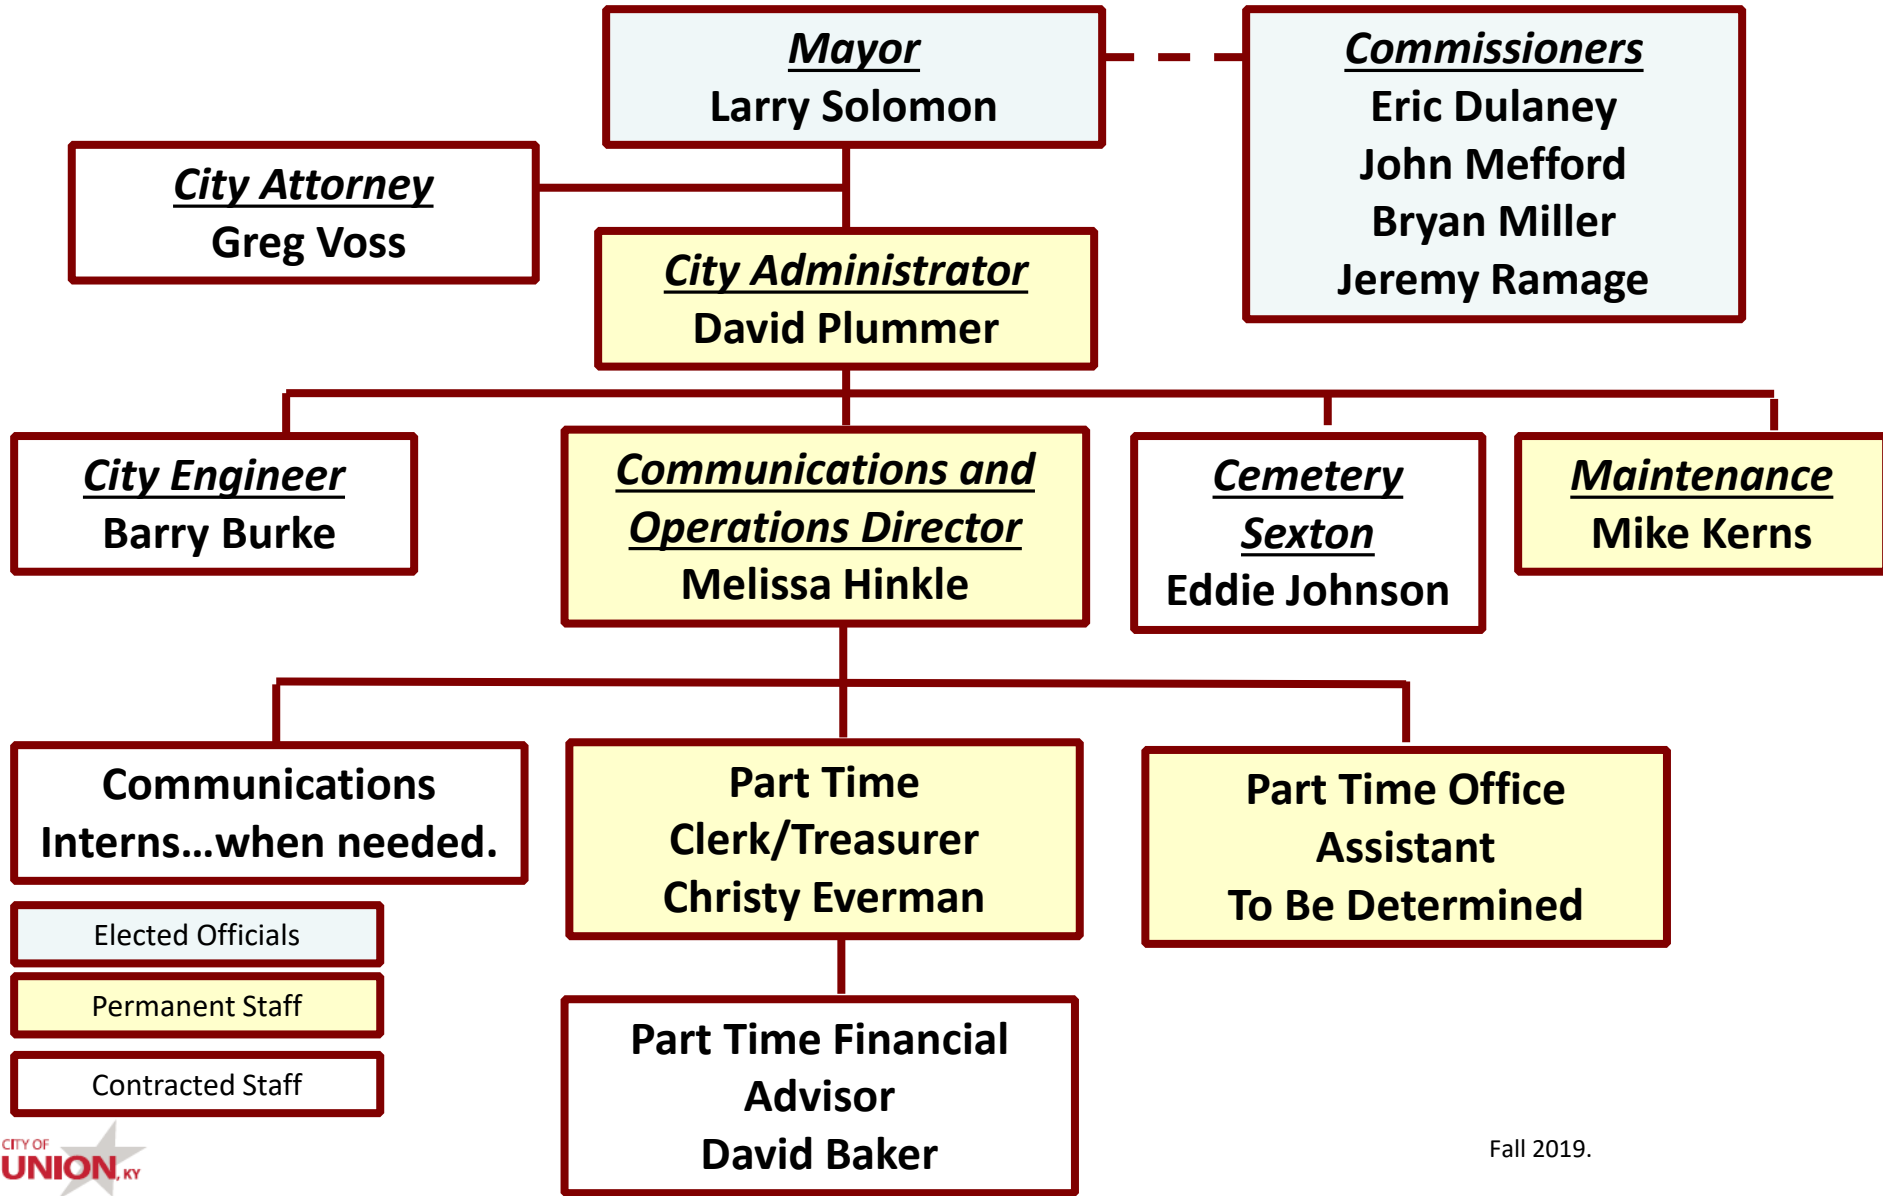 Mayor
Larry Solomon
Commissioners
Eric Dulaney
John Mefford
Bryan Miller
Jeremy Ramage
City Attorney
Greg Voss
City Administrator
David Plummer
City Engineer
Barry Burke
Communications and
Operations Director
Melissa Hinkle
Cemetery
Sexton
Eddie Johnson
Maintenance
Mike Kerns
Communications
Interns...when needed.
Part Time
Clerk/Treasurer
Christy Everman
Part Time Office
Assistant
To Be Determined
Elected Officials
Permanent Staff
Contracted Staff
Part Time Financial
Advisor
David Baker
CITY OF
UNION, KY
Fall 2019.